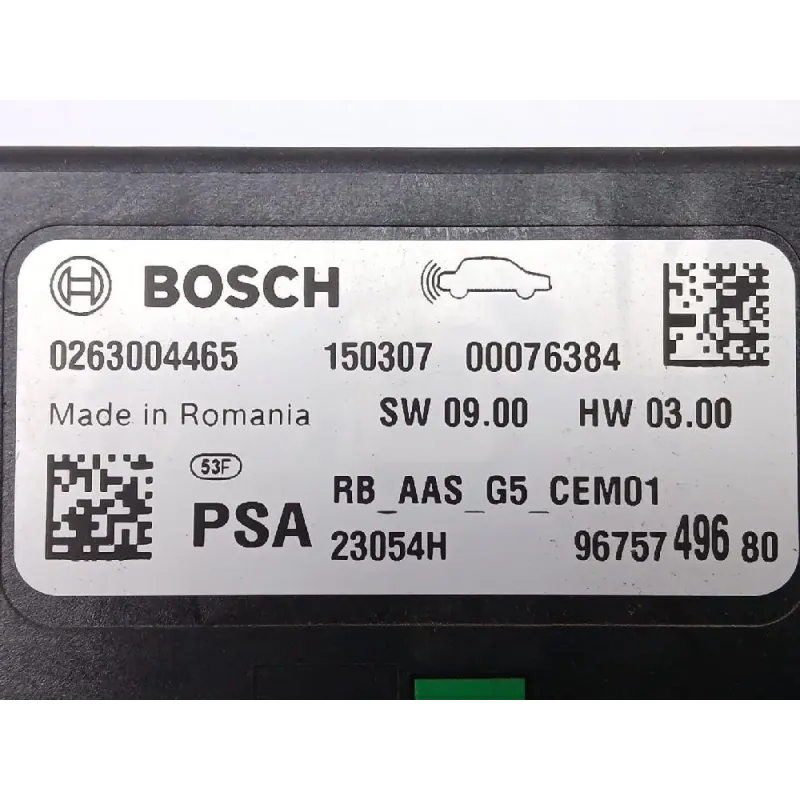 BOSCH
0263004465 150307 00076384
Made in Romania SW 09.00 HW 03.00
53F
RB_AAS_G5_CEM01
PSA
23054H 96757 496 80